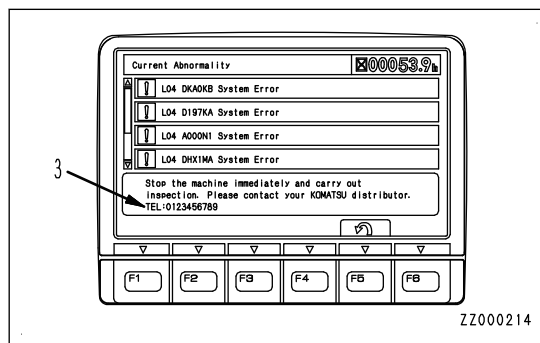 Current Abnormality
00053.9h
L04 DKA0KB System Error
L04 D197KA System Error
L04 A000N1 System Error
L04 DHX1MA System Error
3
Stop the machine immediately and carry out
inspection. Please contact your KOMATSU distributor.
TEL:0123456789
F1 F2 F3 F4 F5 F6
ZZ000214